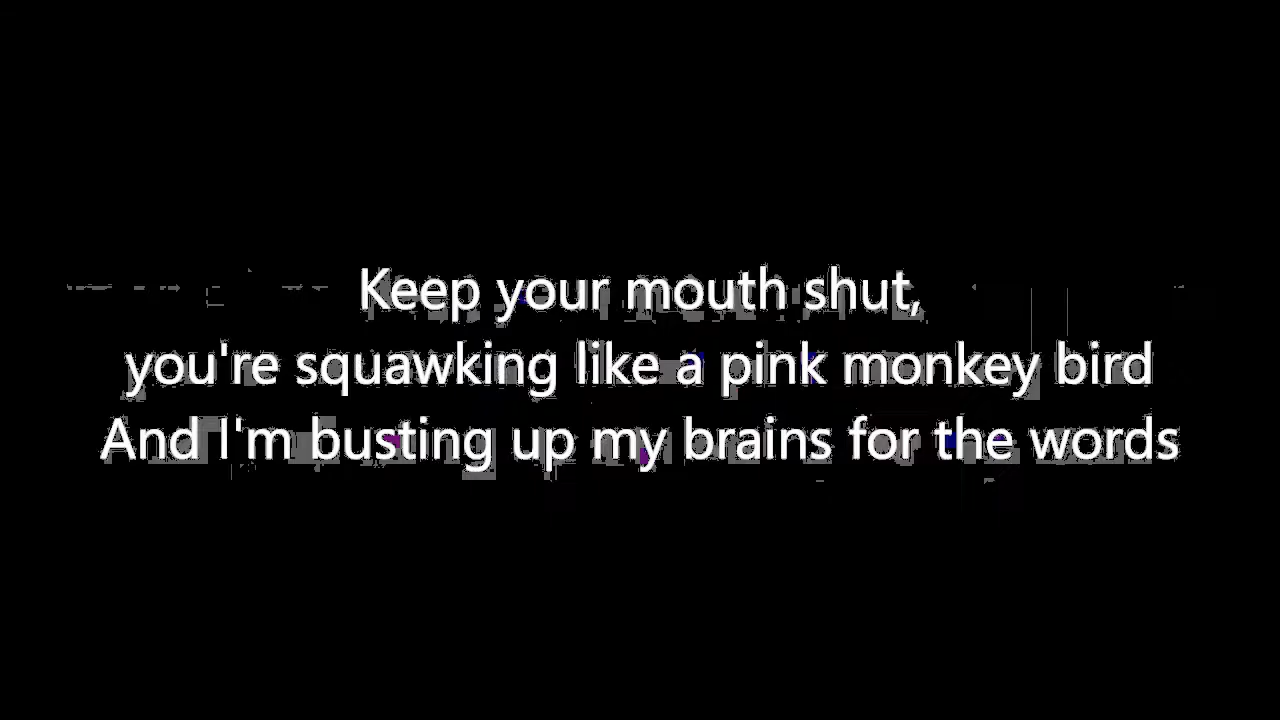 Keep your mouth shut,
you're squawking like a pink monkey bird
And I'm busting up my brains for the words